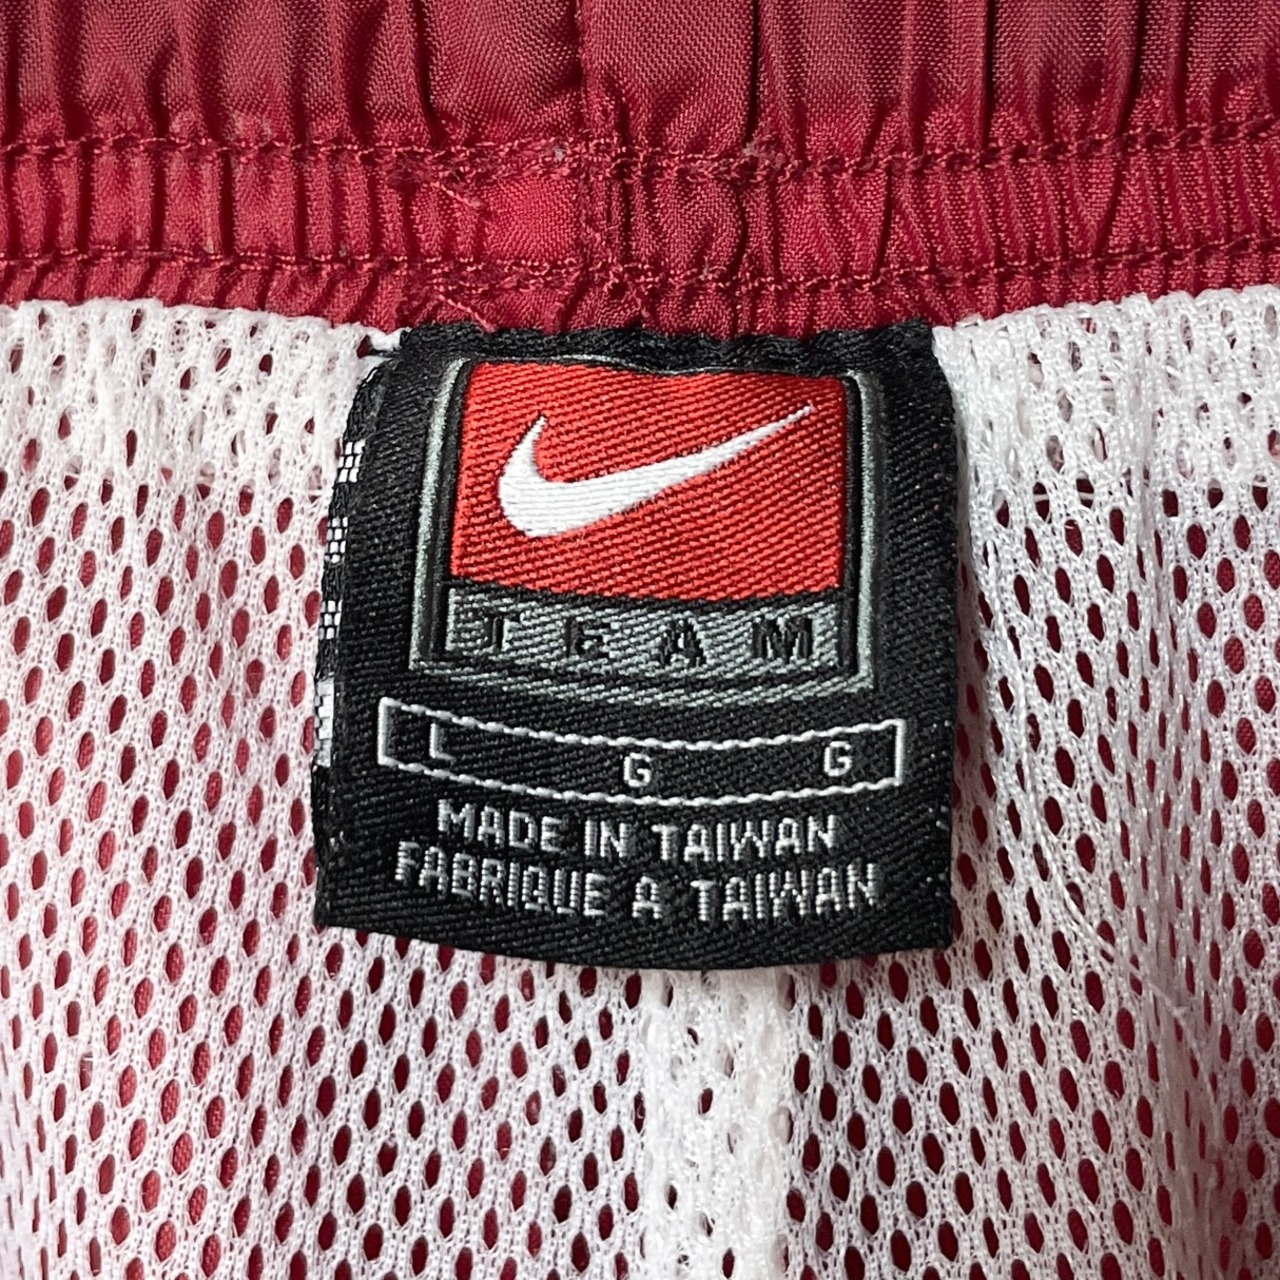 TEAM
L G G
MADE IN TAIWAN
FABRIQUE A TAIWAN